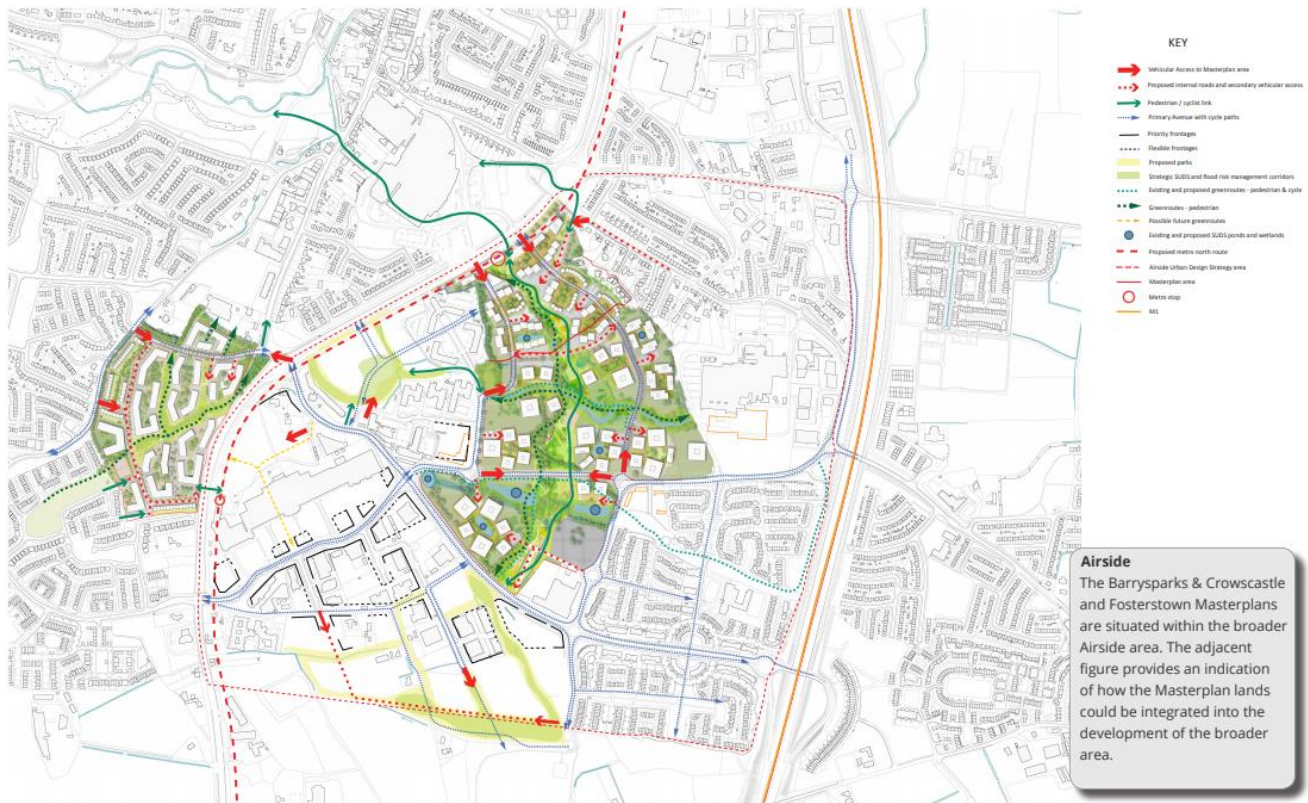 KEY
Vehicular Access to Masterplan area
Proposed internal roads and secondary vehicular access
Pedestrian / cyclist link
Primary Avenue with cycle paths
Priority frontages
Flexible frontages
Proposed parks
Strategic SUDS and flood risk management corridors
Existing and proposed greenroutes - pedestrian & cycle
Greenroutes - pedestrian
Possible future greenroutes
Existing and proposed SUDS ponds and wetlands
Proposed metro north route
Airside Urban Design Strategy area
Masterplan area
Metro stop
M1
Airside
The Barrysparks & Crowscastle
and Fosterstown Masterplans
are situated within the broader
Airside area. The adjacent
figure provides an indication
of how the Masterplan lands
could be integrated into the
development of the broader
area.